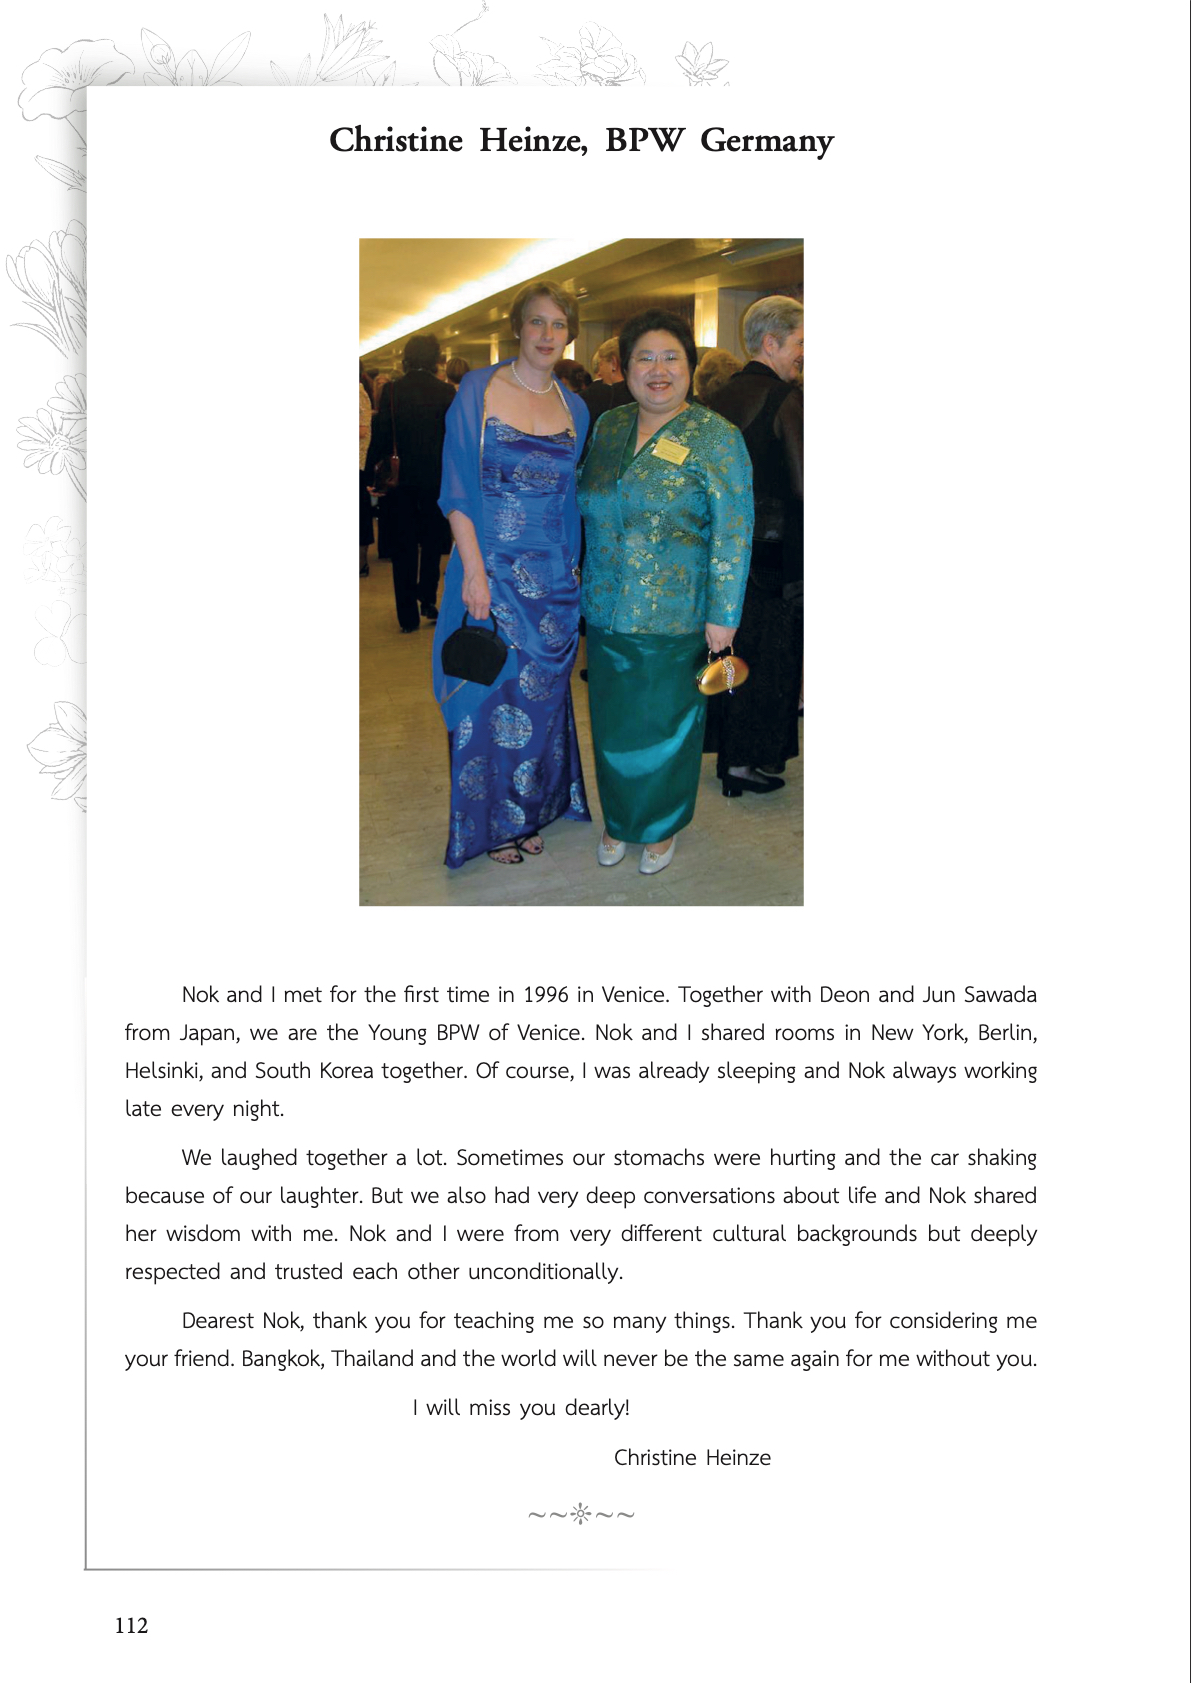 Christine Heinze, BPW Germany
Nok and I met for the first time in 1996 in Venice. Together with Deon and Jun Sawada
from Japan, we are the Young BPW of Venice. Nok and I shared rooms in New York, Berlin,
Helsinki, and South Korea together. Of course, I was already sleeping and Nok always working
late every night.
We laughed together a lot. Sometimes our stomachs were hurting and the car shaking
because of our laughter. But we also had very deep conversations about life and Nok shared
her wisdom with me. Nok and I were from very different cultural backgrounds but deeply
respected and trusted each other unconditionally.
Dearest Nok, thank you for teaching me so many things. Thank you for considering me
your friend. Bangkok, Thailand and the world will never be the same again for me without you.
I will miss you dearly!
Christine Heinze
112